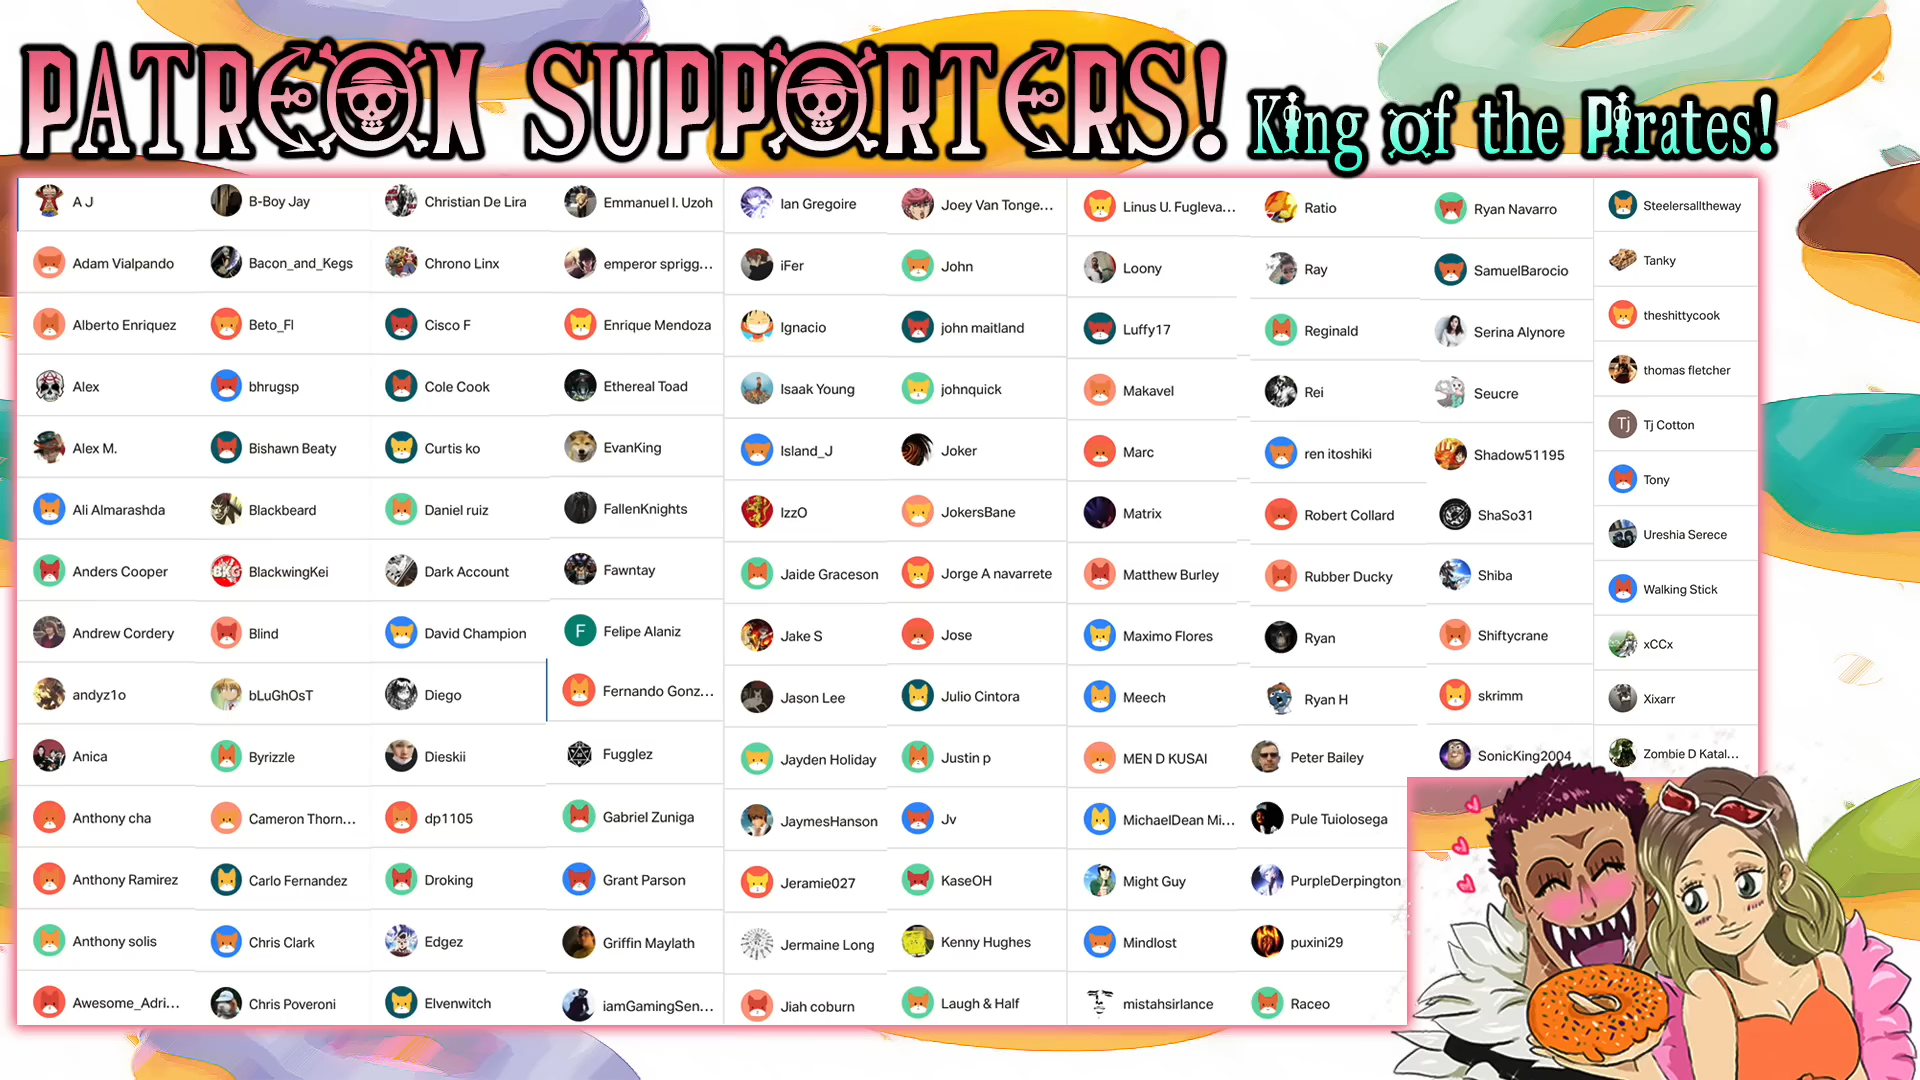 PATREON SUPPORTERS! King of the Pirates!
A J
Adam Vialpando
Alberto Enriquez
Alex
Alex M.
Ali Almarashda
Anders Cooper
Andrew Cordery
andyz1o
Anica
Anthony cha
Anthony Ramirez
Anthony solis
Awesome_Adri...
B-Boy Jay
Bacon_and_Kegs
Beto_Fl
bhrugsp
Bishawn Beaty
Blackbeard
BKG
BlackwingKei
Blind
bLuGhOsT
Byrizzle
Cameron Thorn...
Carlo Fernandez
Chris Clark
Chris Poveroni
Christian De Lira
Chrono Linx
Cisco F
Cole Cook
Curtis ko
Daniel ruiz
Dark Account
David Champion
Diego
Dieskii
dp1105
Droking
Edgez
Elvenwitch
Emmanuel I. Uzoh
emperor sprigg...
Enrique Mendoza
Ethereal Toad
EvanKing
FallenKnights
Fawntay
F
Felipe Alaniz
Fernando Gonz...
Fugglez
Gabriel Zuniga
Grant Parson
Griffin Maylath
iamGamingSen...
Ian Gregoire
iFer
Ignacio
Isaak Young
Island_J
IzzO
Jaide Graceson
Jake S
Jason Lee
Jayden Holiday
JaymesHanson
Jeramie027
Jermaine Long
Jiah coburn
Joey Van Tonge...
John
john maitland
johnquick
Joker
JokersBane
Jorge A navarrete
Jose
Julio Cintora
Justin p
Jv
KaseOH
Kenny Hughes
Laugh & Half
Linus U. Fugleva...
Loony
Luffy17
Makavel
Marc
Matrix
Matthew Burley
Maximo Flores
Meech
MEN D KUSAI
MichaelDean Mi...
Might Guy
Mindlost
mistahsirlance
Ratio
Ray
Reginald
Rei
ren itoshiki
Robert Collard
Rubber Ducky
Ryan
Ryan H
Peter Bailey
Pule Tuiolosega
PurpleDerpington
puxini29
Raceo
Ryan Navarro
SamuelBarocio
Serina Alynore
Seucre
Shadow51195
ShaSo31
Shiba
Shiftycrane
skrimm
SonicKing2004
Steelersalltheway
Tanky
theshittycook
thomas fletcher
Tj
Tj Cotton
Tony
Ureshia Serece
Walking Stick
xCCx
Xixarr
Zombie D Katal...